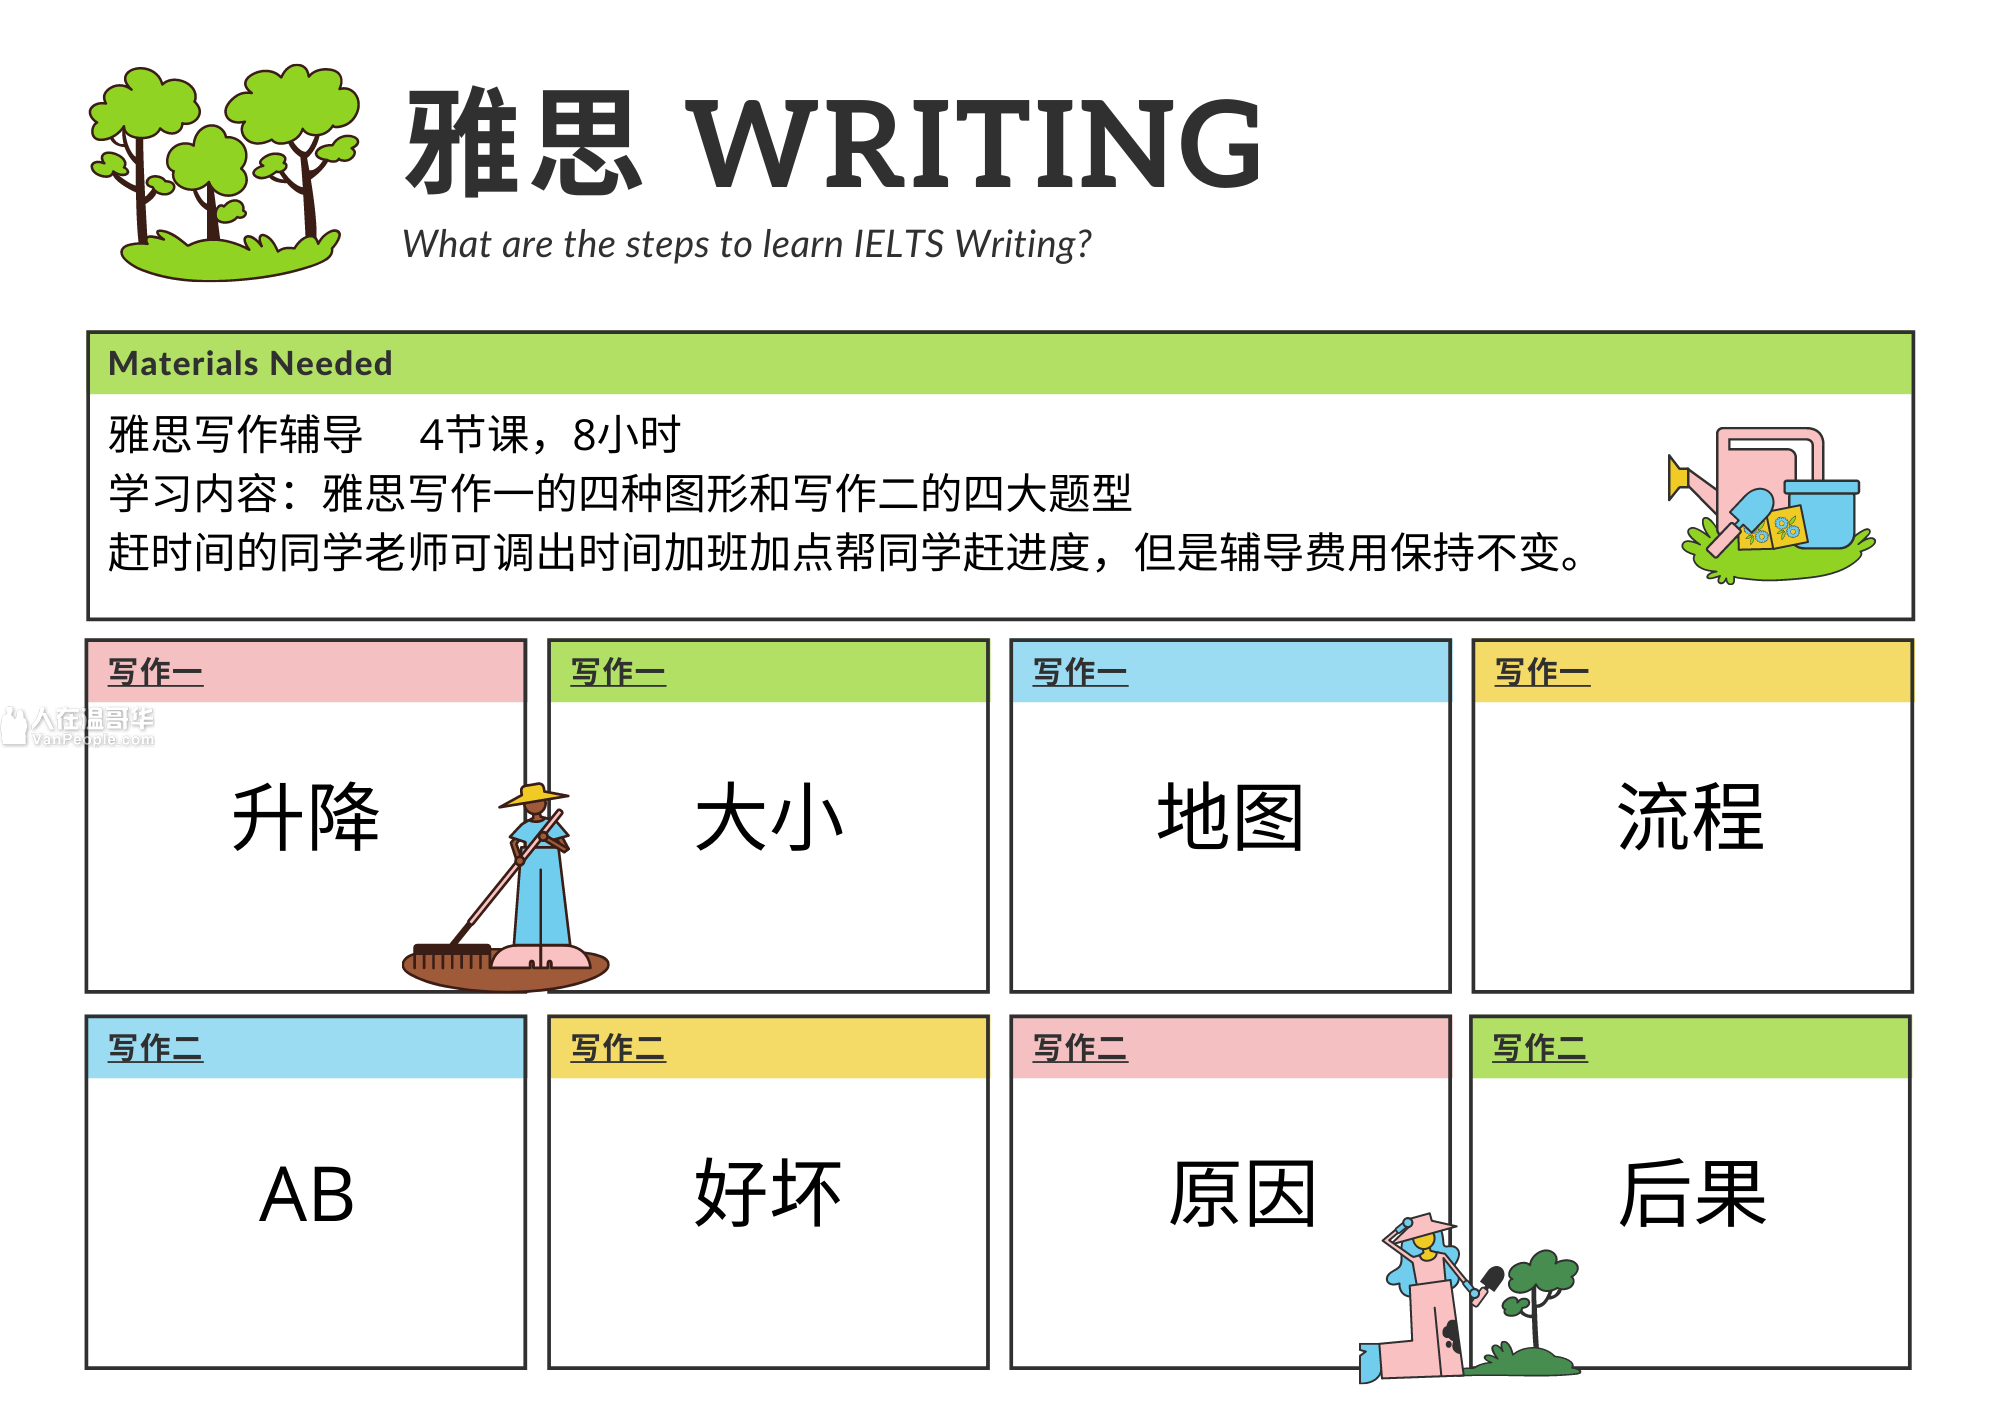 雅思 WRITING
What are the steps to learn IELTS Writing?
Materials Needed
雅思写作辅导 4节课，8小时
学习内容：雅思写作一的四种图形和写作二的四大题型
赶时间的同学老师可调出时间加班加点帮同学赶进度，但是辅导费用保持不变。
写作一
写作一
写作一
写作一
人在温哥华
VanPeople.com
升降
大小
地图
流程
写作二
写作二
写作二
写作二
AB
好坏
原因
后果